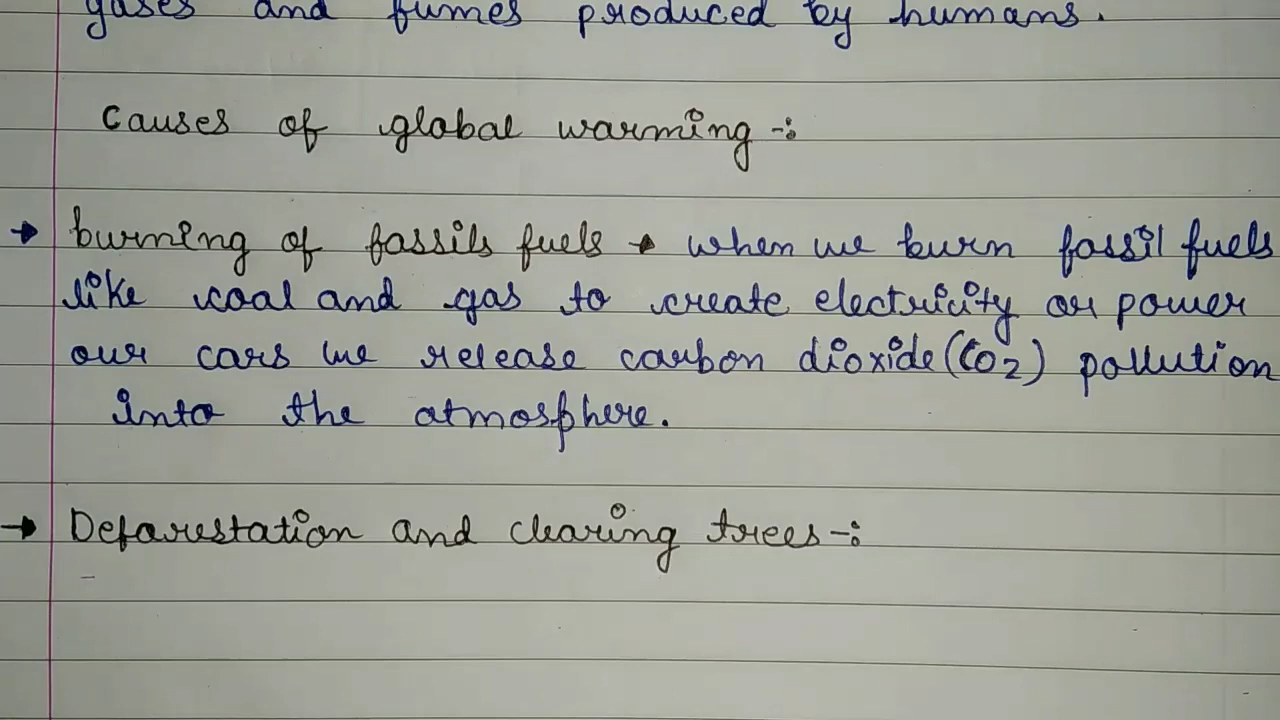 gases and fumes produced by humans.
causes of global warming -:
→ burning of fossils fuels → when we burn fossil fuels
like coal and gas to create electricity or power
our cars we release carbon dioxide (Co2) pollution
into the atmosphere.
→ Deforestation and clearing trees -: